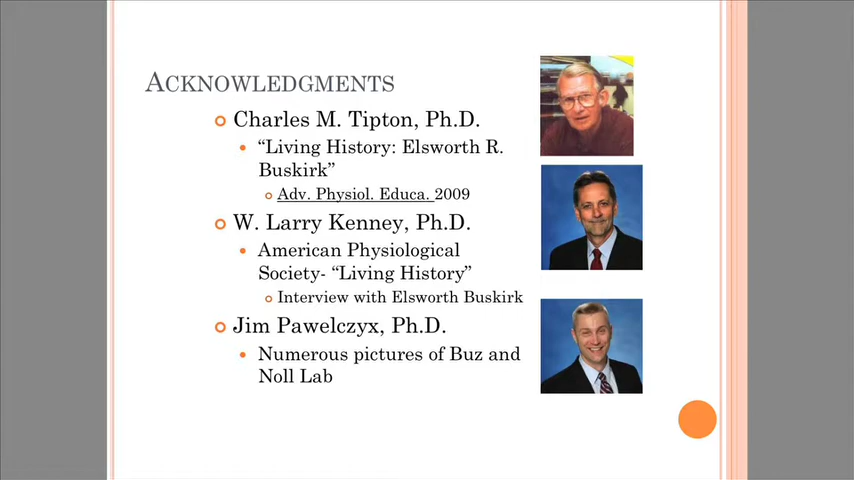 ACKNOWLEDGMENTS
Charles M. Tipton, Ph.D.
“Living History: Elsworth R.
Buskirk”
Adv. Physiol. Educa. 2009
W. Larry Kenney, Ph.D.
American Physiological
Society- “Living History”
Interview with Elsworth Buskirk
Jim Pawelczyx, Ph.D.
Numerous pictures of Buz and
Noll Lab